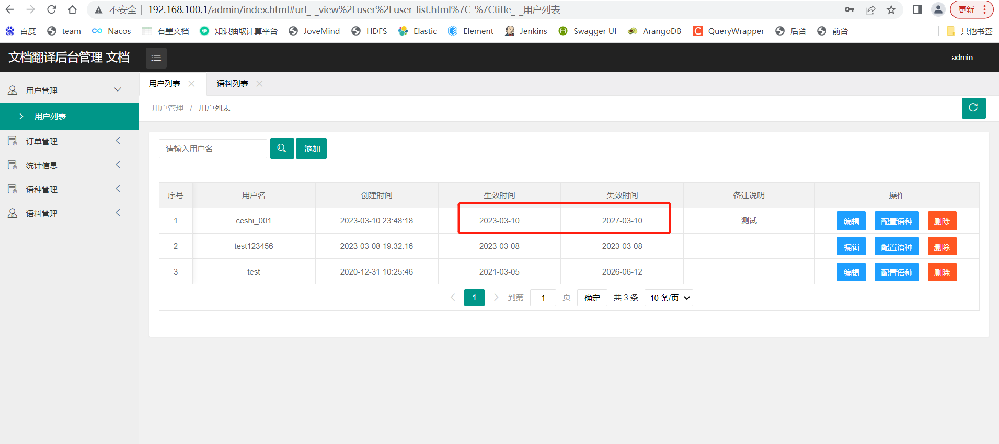 不安全 | 192.168.100.1/admin/index.html#url_-_view%2Fuser%2Fuser-list.html%7C-%7Ctitle_-_用户列表 更新
百度 team Nacos 石墨文档 知识抽取计算平台 JoveMind HDFS Elastic Element Jenkins Swagger UI ArangoDB C QueryWrapper 后台 前台 其他书签
文档翻译后台管理 文档 admin
用户列表 语料列表
用户管理
用户管理 / 用户列表
用户列表
订单管理
统计信息
语种管理
语料管理
请输入用户名 添加
序号 用户名 创建时间 生效时间 失效时间 备注说明 操作
1 ceshi_001 2023-03-10 23:48:18 2023-03-10 2027-03-10 测试 编辑 配置语种 删除
2 test123456 2023-03-08 19:32:16 2023-03-08 2023-03-08 编辑 配置语种 删除
3 test 2020-12-31 10:25:46 2021-03-05 2026-06-12 编辑 配置语种 删除
1 到第 1 页 确定 共 3 条 10 条/页